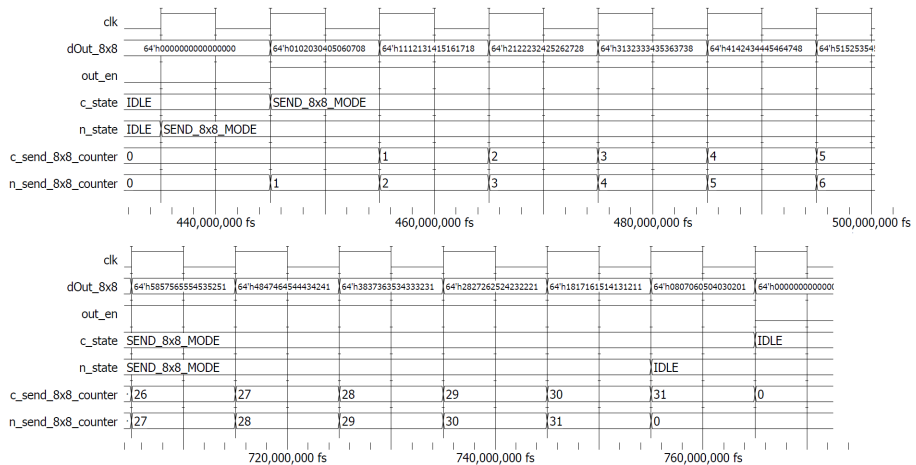 clk
dOut_8x8 64'h0000000000000000 64'h0102030405060708 64'h1112131415161718 64'h2122232425262728 64'h3132333435363738 64'h4142434445464748 64'h51525354
out_en
c_state IDLE SEND_8x8_MODE
n_state IDLE SEND_8x8_MODE
c_send_8x8_counter 0 1 2 3 4 5
n_send_8x8_counter 0 1 2 3 4 5 6
440,000,000 fs 460,000,000 fs 480,000,000 fs 500,000,000 fs
clk
dOut_8x8 64'h5857565554535251 64'h4847464544434241 64'h3837363534333231 64'h2827262524232221 64'h1817161514131211 64'h0807060504030201 64'h000000000000
out_en
c_state SEND_8x8_MODE IDLE
n_state SEND_8x8_MODE IDLE
c_send_8x8_counter 26 27 28 29 30 31 0
n_send_8x8_counter 27 28 29 30 31 0
720,000,000 fs 740,000,000 fs 760,000,000 fs